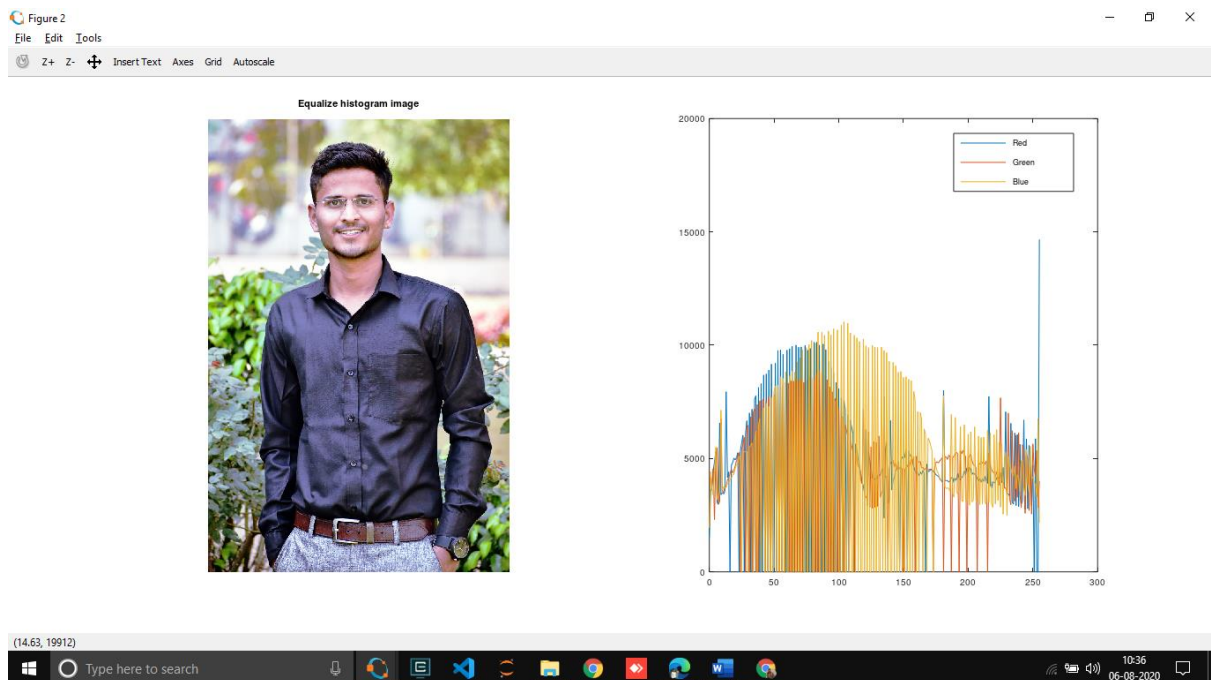 Figure 2
File Edit Tools
Z+ Z- Insert Text Axes Grid Autoscale
Equalize histogram image
20000
15000
10000
5000
0
0 50 100 150 200 250 300
Red
Green
Blue
(14.63, 19912)
Type here to search
10:36
06-08-2020